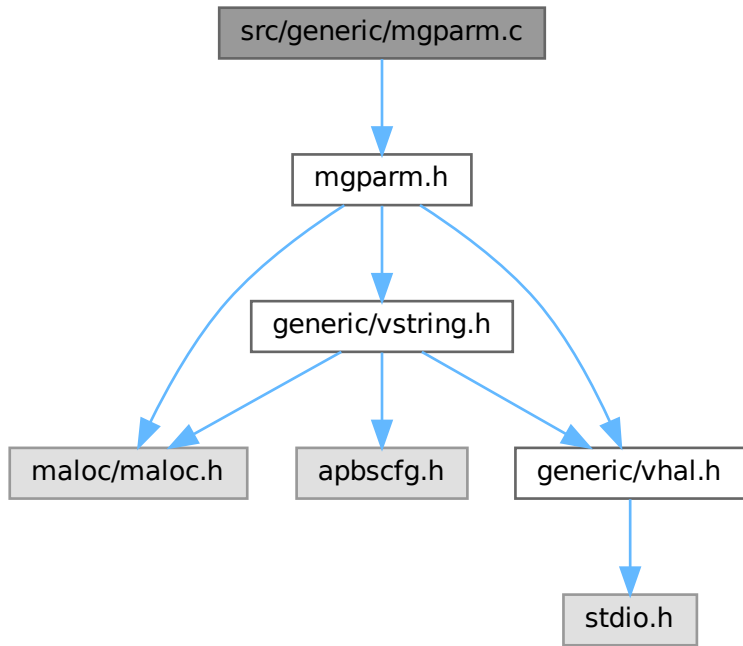 src/generic/mgparm.c
mgparm.h
generic/vstring.h
maloc/maloc.h
apbscfg.h
generic/vhal.h
stdio.h